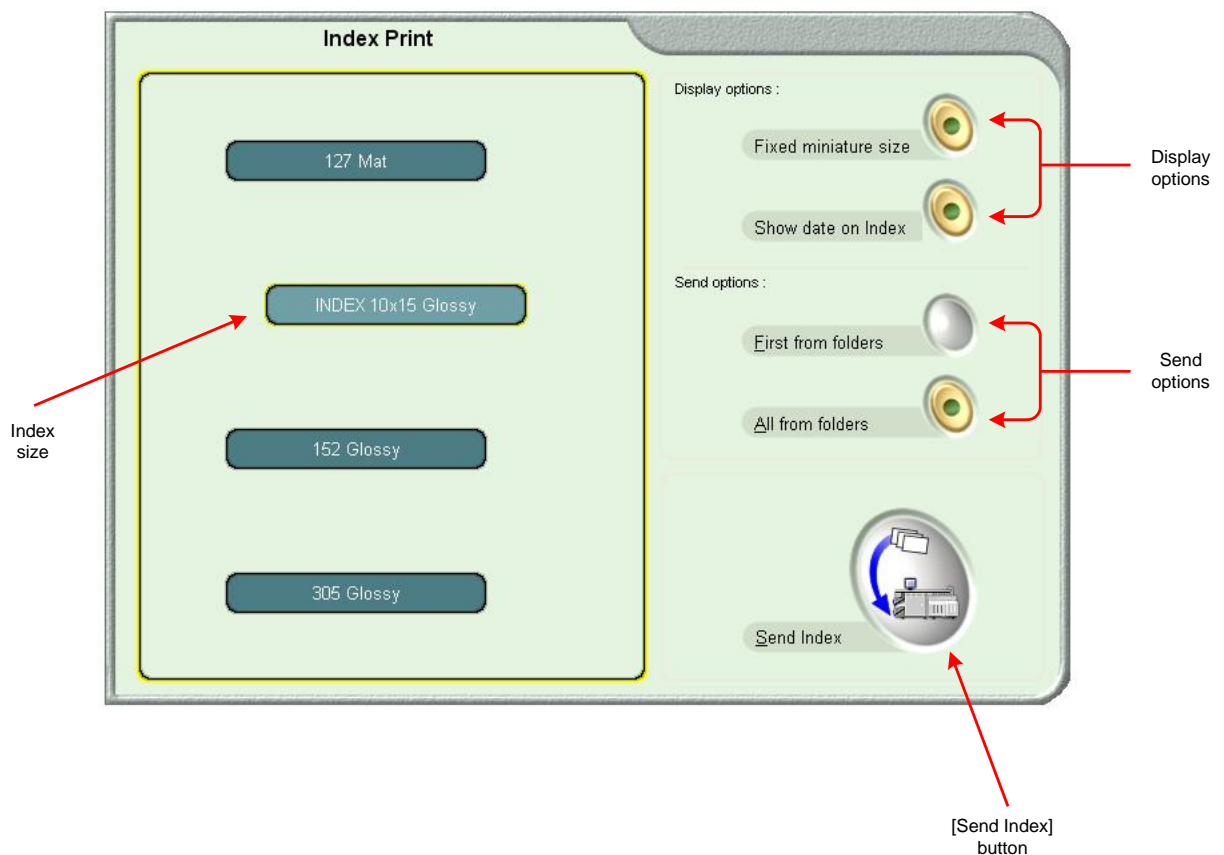 Index Print
127 Mat
INDEX 10x15 Glossy
152 Glossy
305 Glossy
Display options :
Fixed miniature size
Show date on Index
Send options :
First from folders
All from folders
Send Index
Display
options
Send
options
Index
size
[Send Index]
button